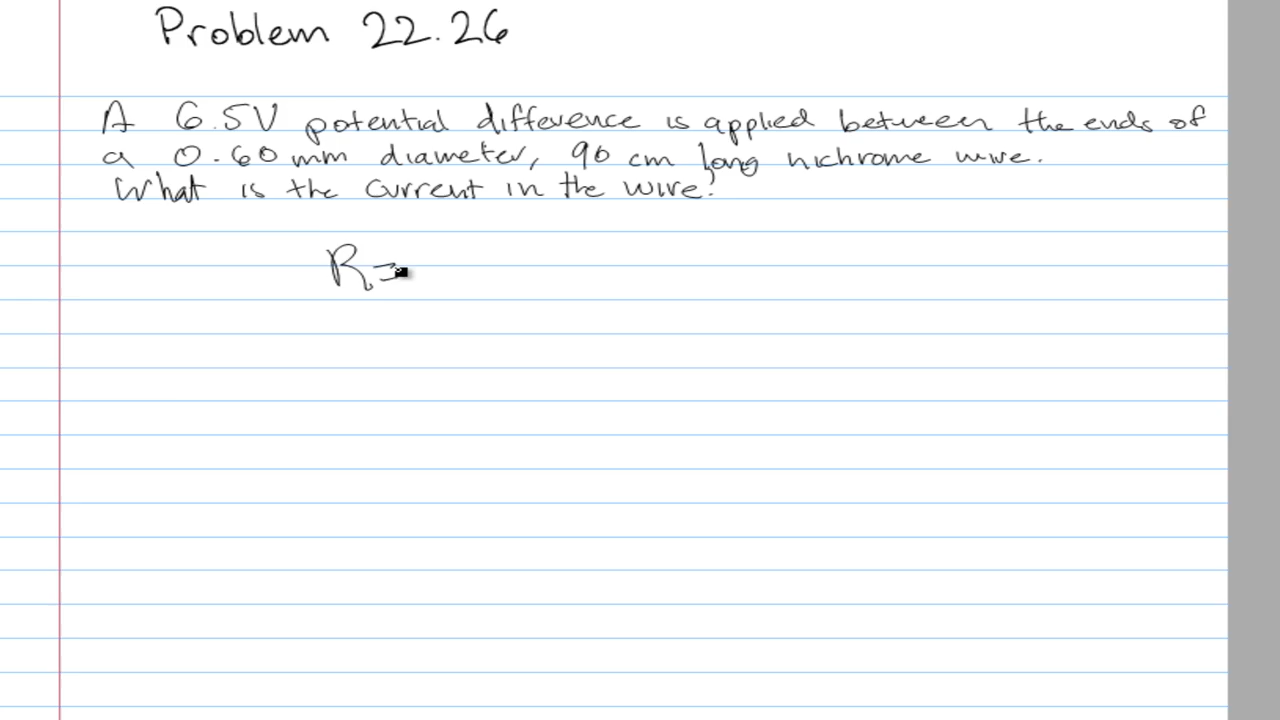 Problem 22.26
A 6.5V potential difference is applied between the ends of
a 0.60 mm diameter, 90 cm long nichrome wire.
What is the current in the wire?
R=